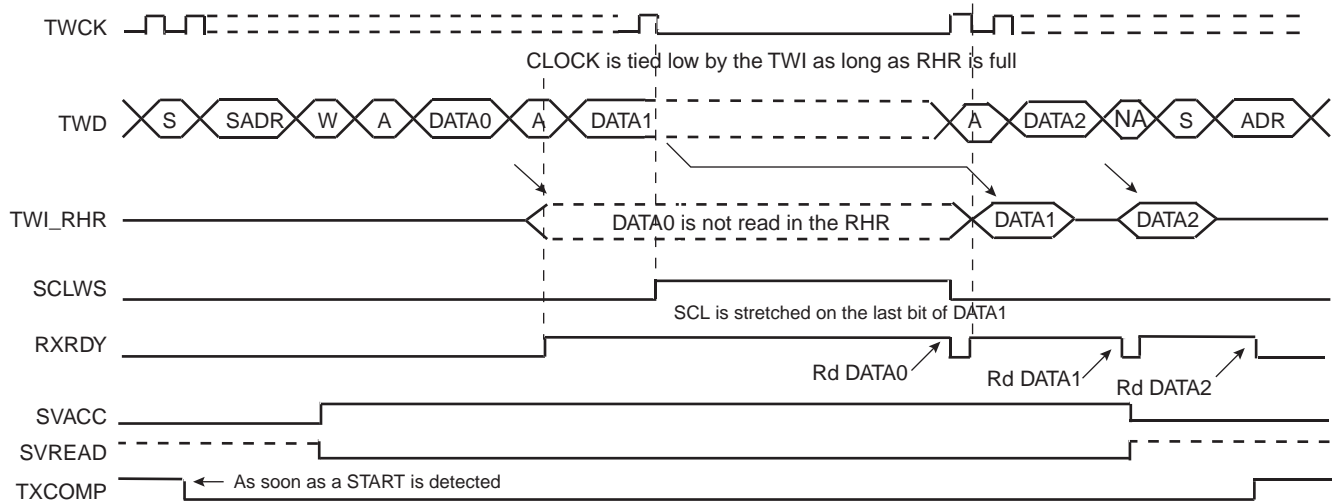 TWCK
CLOCK is tied low by the TWI as long as RHR is full
TWD S SADR W A DATA0 A DATA1 A DATA2 NA S ADR
TWI_RHR DATA0 is not read in the RHR DATA1 DATA2
SCLWS
SCL is stretched on the last bit of DATA1
RXRDY
Rd DATA0 Rd DATA1 Rd DATA2
SVACC
SVREAD
TXCOMP As soon as a START is detected